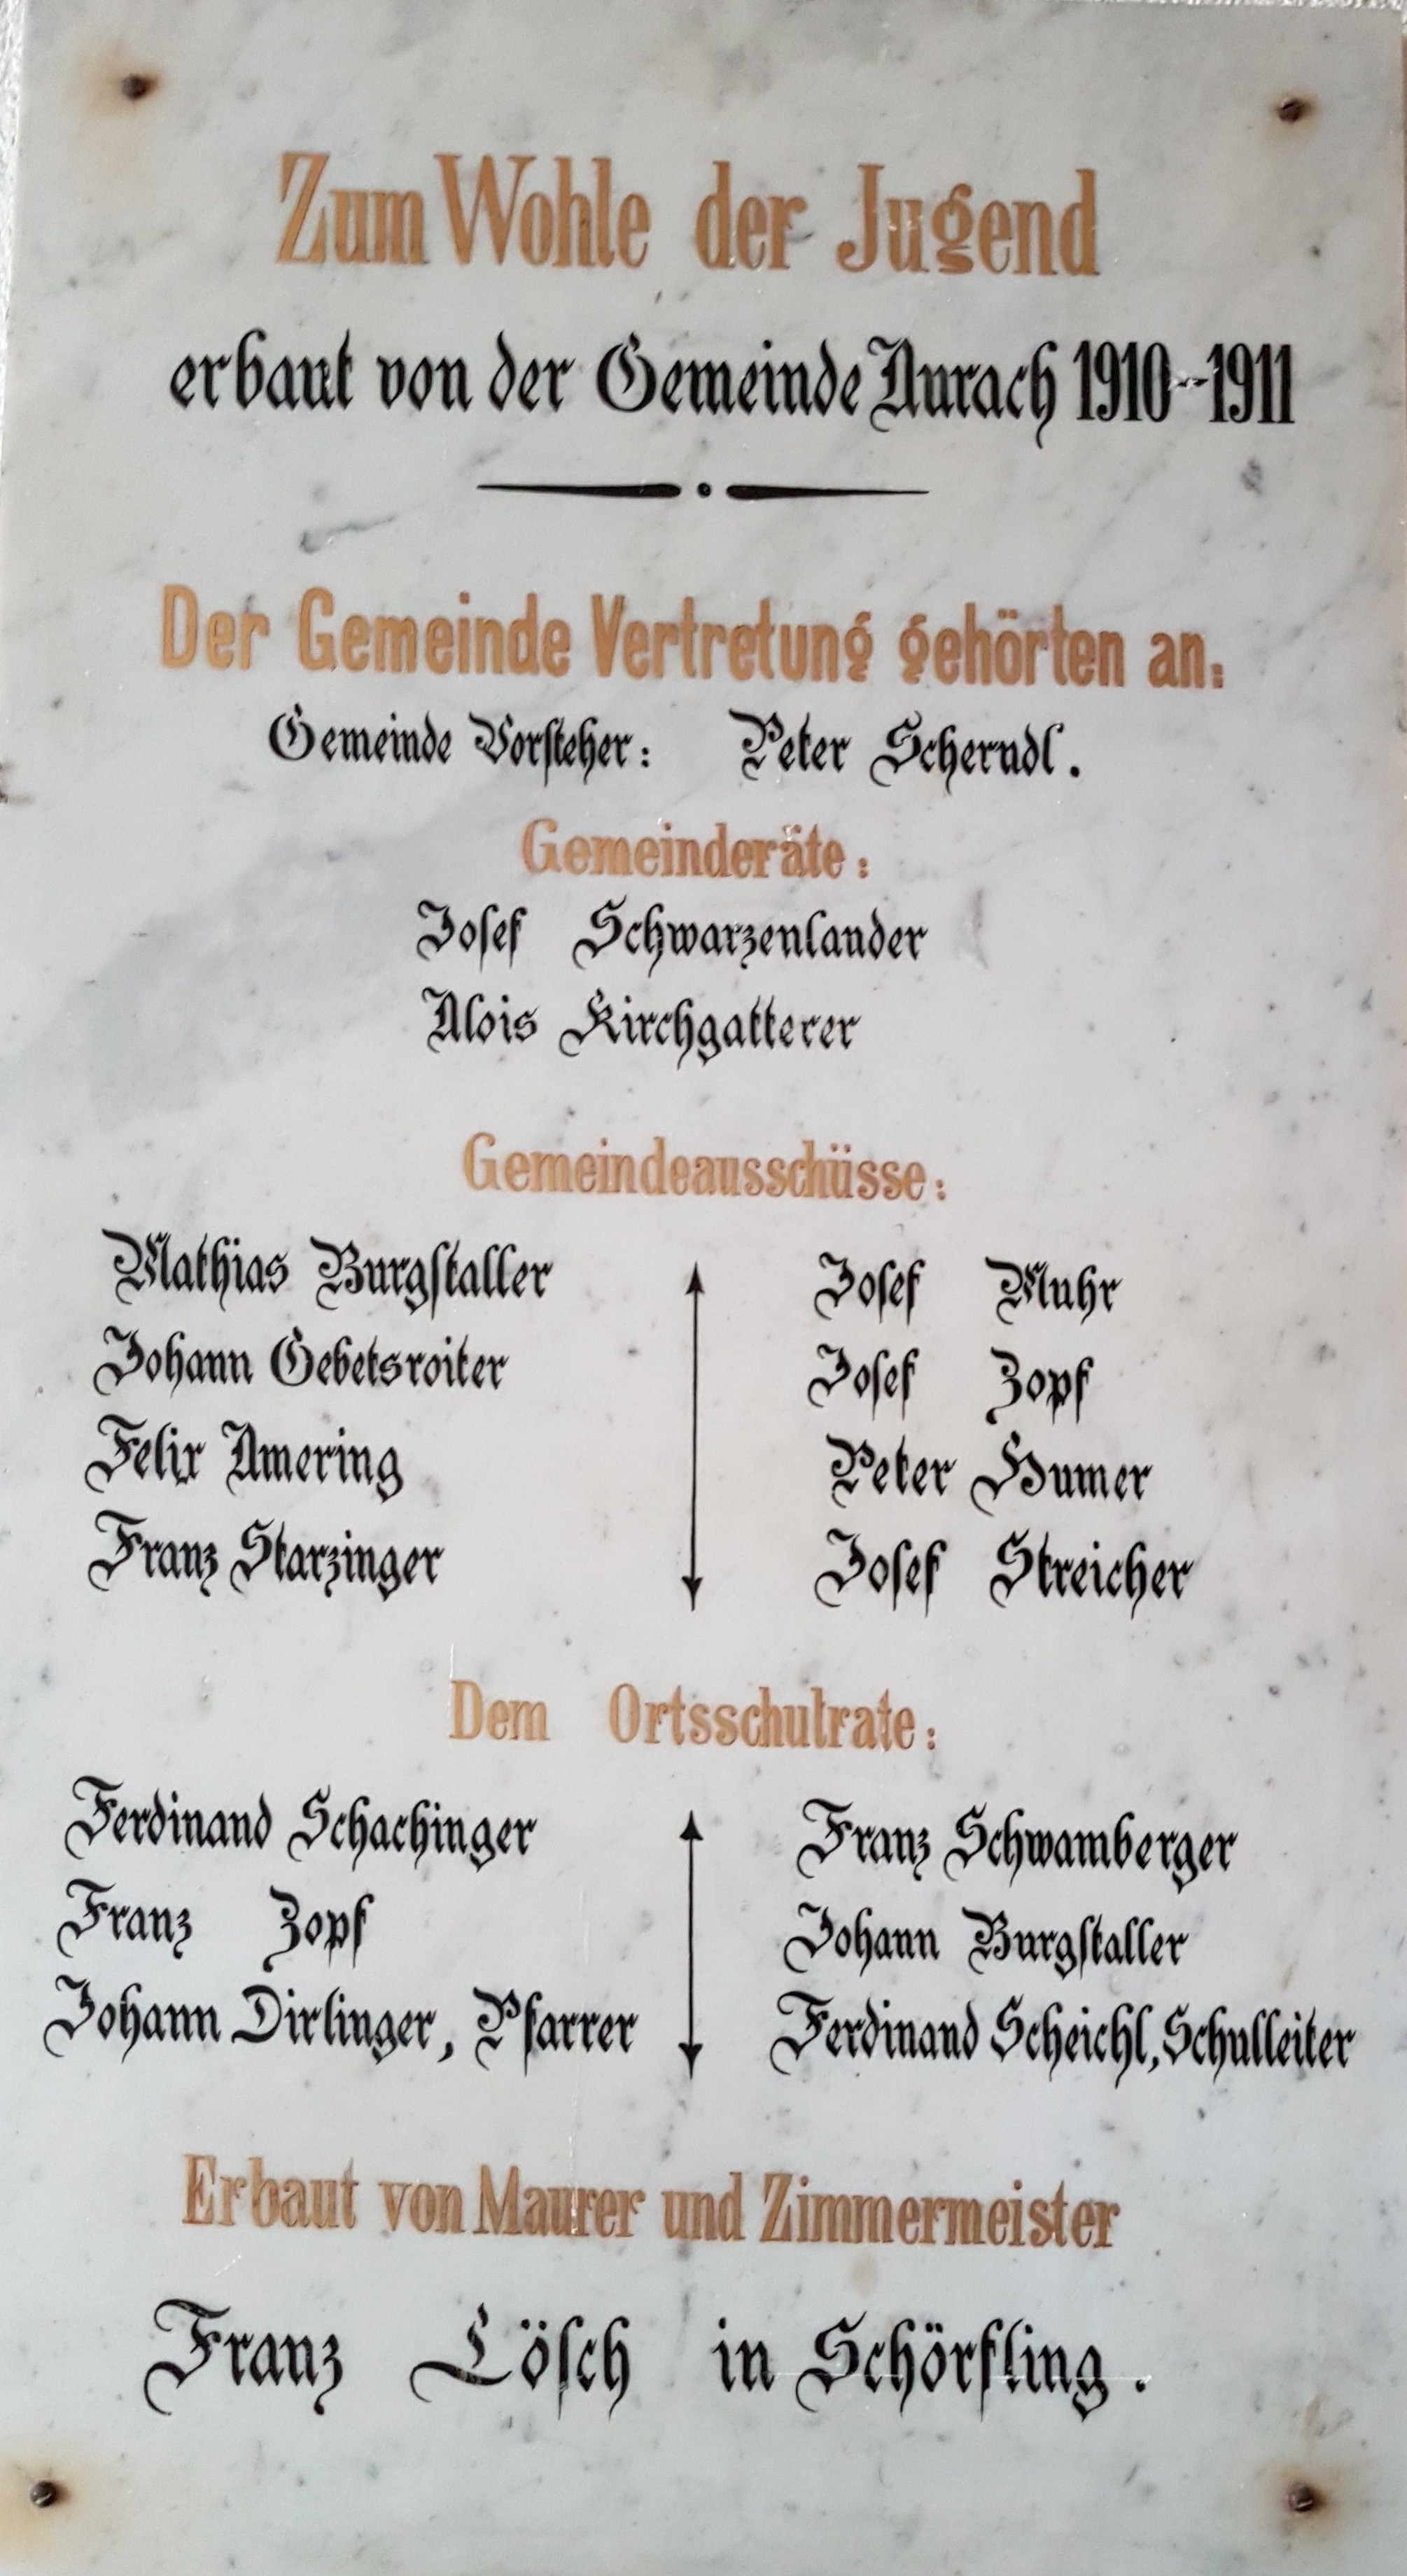 Zum Wohle der Jugend
erbaut von der Gemeinde Aurach 1910-1911
Der Gemeinde Vertretung gehörten an:
Gemeinde Vorsteher: Peter Scherndl.
Gemeinderäte:
Josef Schwarzenlander
Alois Kirchgatterer
Gemeindeausschüsse:
Mathias Burgstaller Josef Muhr
Johann Gebetsroiter Josef Zopf
Felix Amering Peter Humer
Franz Starzinger Josef Streicher
Dem Ortsschulrate:
Ferdinand Schachinger Franz Schwamberger
Franz Zopf Johann Burgstaller
Johann Dirlinger, Pfarrer Ferdinand Scheichl, Schulleiter
Erbaut von Maurer und Zimmermeister
Franz Lösch in Schörfling.